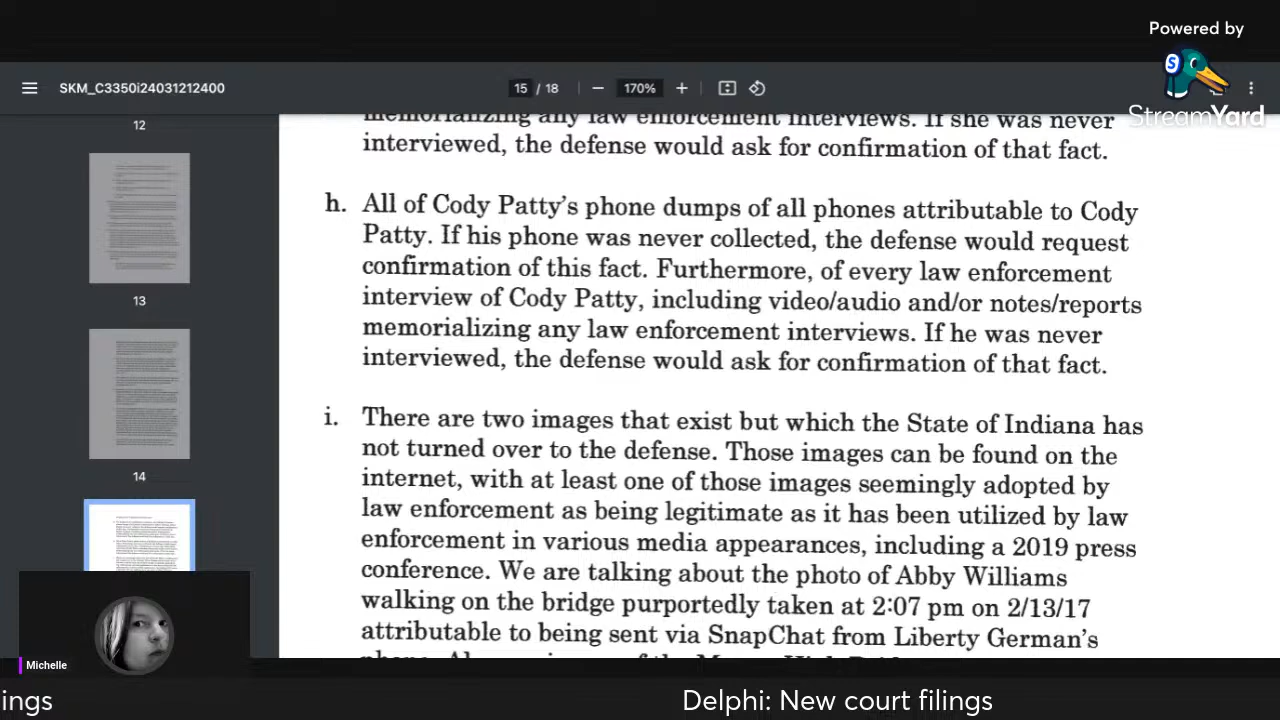 Powered by
StreamYard
SKM_C3350i24031212400
15 / 18
170%
12
13
14
memorializing any law enforcement interviews. If she was never
interviewed, the defense would ask for confirmation of that fact.
h. All of Cody Patty's phone dumps of all phones attributable to Cody
Patty. If his phone was never collected, the defense would request
confirmation of this fact. Furthermore, of every law enforcement
interview of Cody Patty, including video/audio and/or notes/reports
memorializing any law enforcement interviews. If he was never
interviewed, the defense would ask for confirmation of that fact.
i. There are two images that exist but which the State of Indiana has
not turned over to the defense. Those images can be found on the
internet, with at least one of those images seemingly adopted by
law enforcement as being legitimate as it has been utilized by law
enforcement in various media appearances, including a 2019 press
conference. We are talking about the photo of Abby Williams
walking on the bridge purportedly taken at 2:07 pm on 2/13/17
attributable to being sent via SnapChat from Liberty German's
Michelle
ings
Delphi: New court filings